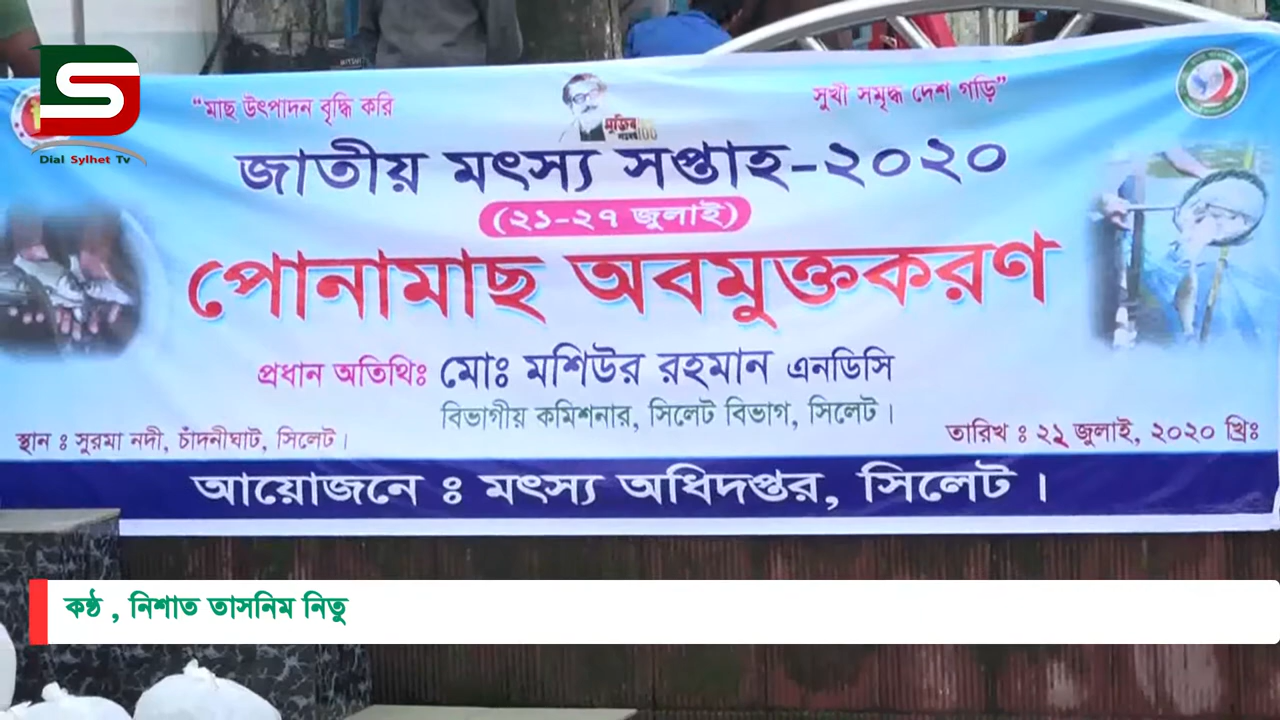 Dial Sylhet Tv
“মাছ উৎপাদন বৃদ্ধি করি
সুখী সমৃদ্ধ দেশ গড়ি”
জাতীয় মৎস্য সপ্তাহ-২০২০
(২১-২৭ জুলাই)
পোনামাছ অবমুক্তকরণ
প্রধান অতিথিঃ মোঃ মশিউর রহমান এনডিসি
বিভাগীয় কমিশনার, সিলেট বিভাগ, সিলেট।
স্থান ঃ সুরমা নদী, চাঁদনীঘাট, সিলেট।
তারিখ ঃ ২১ জুলাই, ২০২০ খ্রিঃ
আয়োজনে ঃ মৎস্য অধিদপ্তর, সিলেট।
কন্ঠ , নিশাত তাসনিম নিতু